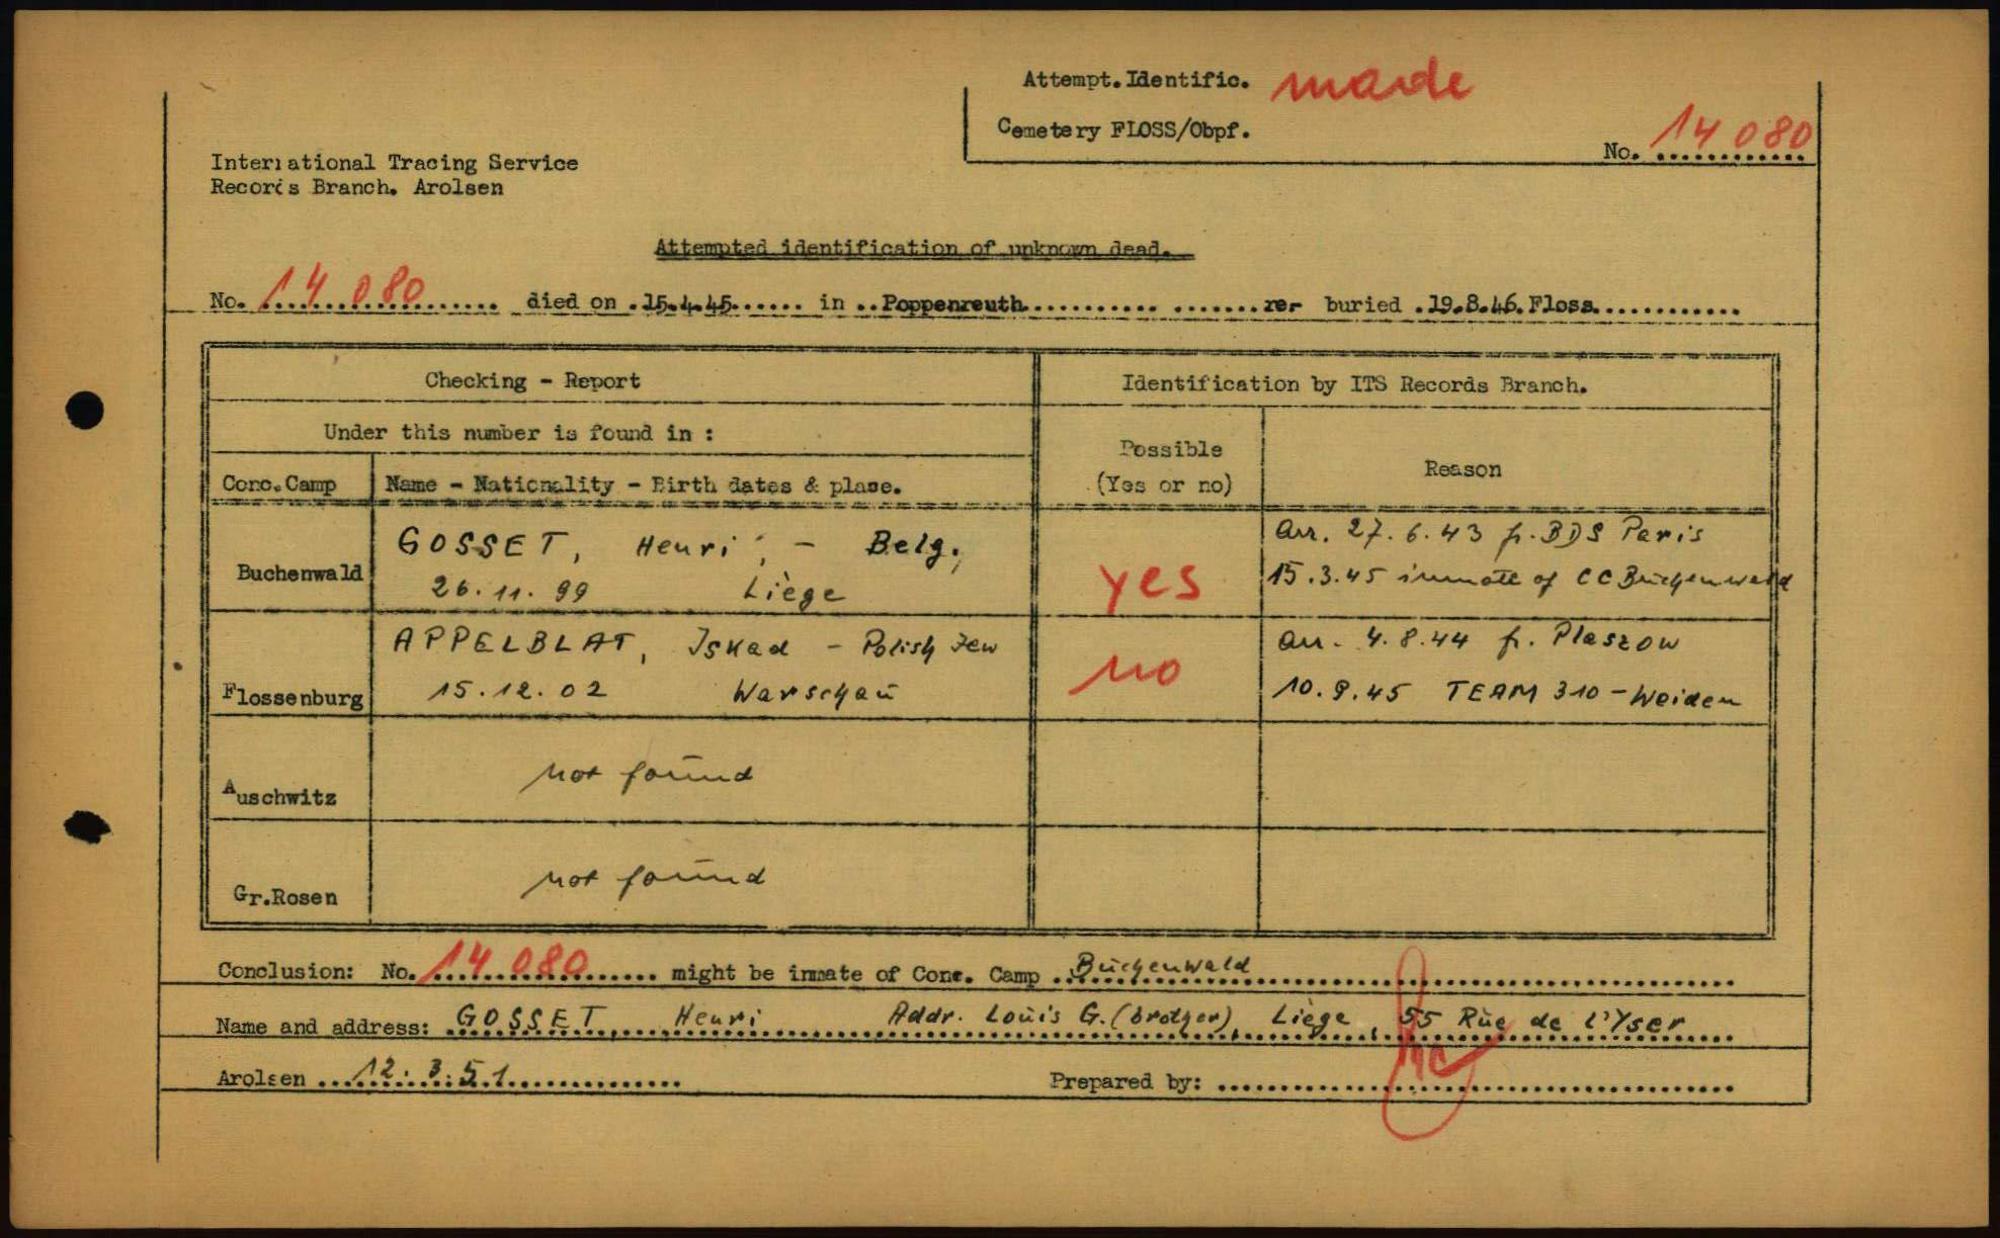 Attempt. Identific. made
Cemetery FLOSS/Obpf.
No. 14 080
International Tracing Service
Records Branch. Arolsen
Attempted identification of unknown dead.
No. 14 080 died on 15.4.45 in Poppenreuth re- buried 19.8.46. Floss
Checking - Report
Identification by ITS Records Branch.
Under this number is found in :
Conc.Camp
Name - Nationality - Birth dates & place.
Possible
(Yes or no)
Reason
Buchenwald
GOSSET, Henri, - Belg.,
26.11.99 Liège
yes
arr. 27.6.43 fr. BDS Paris
15.3.45 inmate of CC Buchenwald
Flossenburg
APPELBLAT, Iskad - Polish Jew
15.12.02 Warschau
no
arr. 4.8.44 fr. Plaszow
10.9.45 TEAM 310 - Weiden
Auschwitz
not found
Gr.Rosen
not found
Conclusion: No. 14 080 might be inmate of Conc. Camp Buchenwald
Name and address: GOSSET, Henri Addr. Louis G. (brother), Liège, 55 Rue de l'Yser
Arolsen 12.3.51
Prepared by: